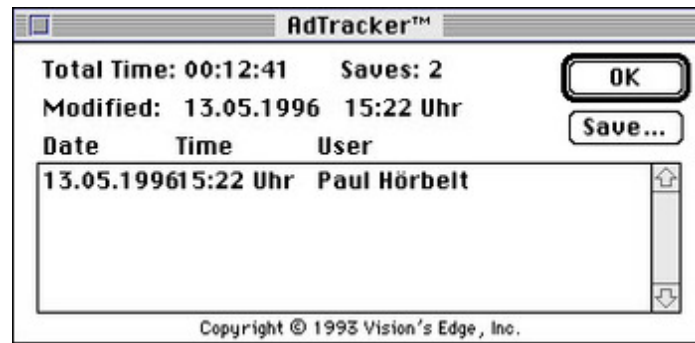 AdTracker™
Total Time: 00:12:41 Saves: 2
OK
Modified: 13.05.1996 15:22 Uhr
Save...
Date Time User
13.05.199615:22 Uhr Paul Hörbelt
Copyright © 1993 Vision's Edge, Inc.